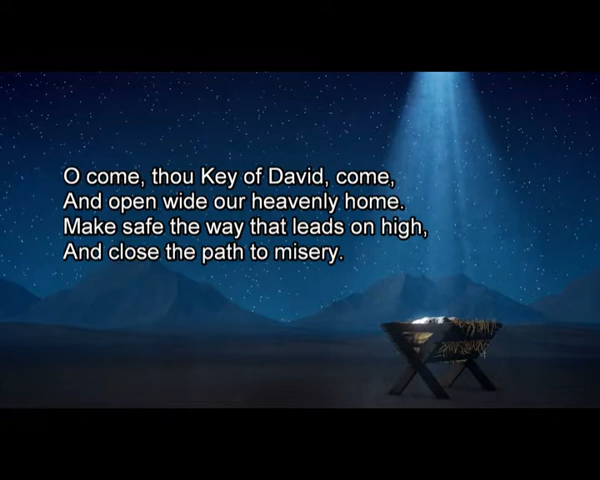 O come, thou Key of David, come,
And open wide our heavenly home.
Make safe the way that leads on high,
And close the path to misery.